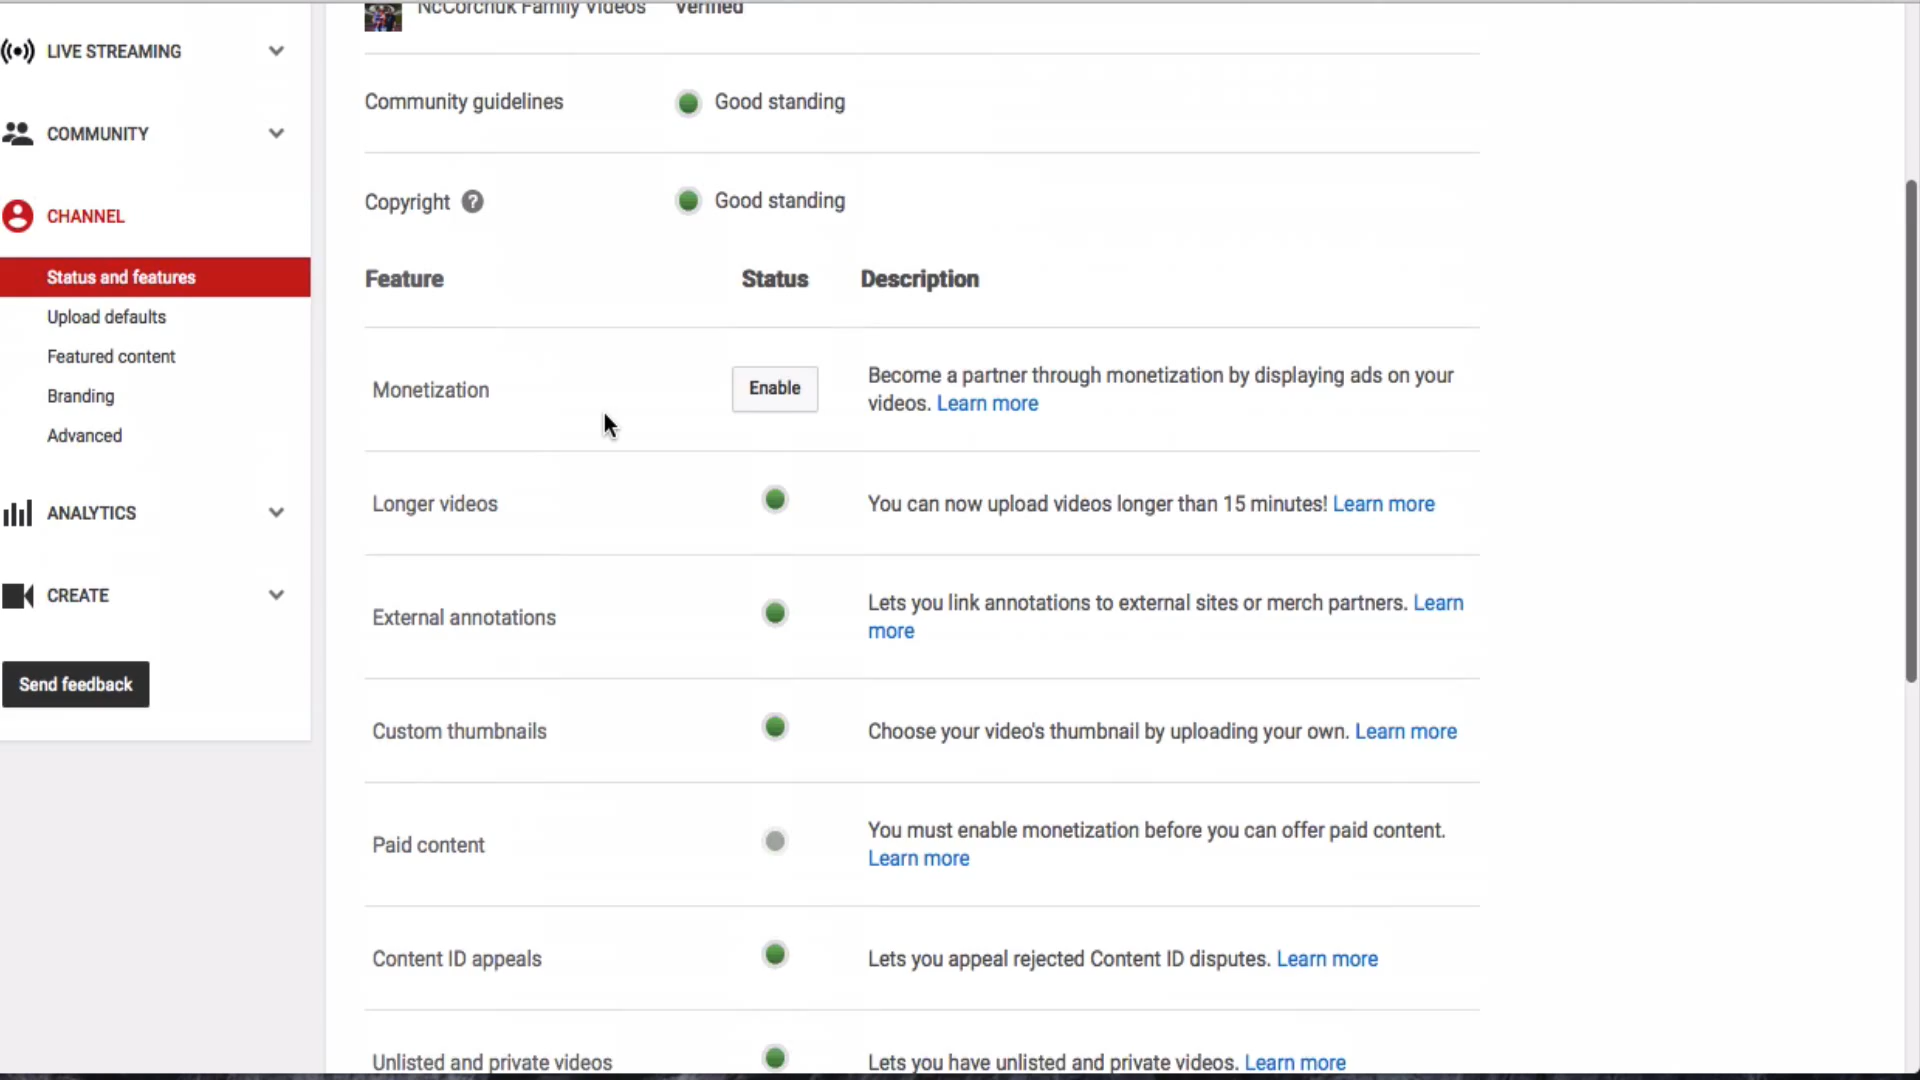 NcCorchuk Family Videos Verified
LIVE STREAMING
COMMUNITY
CHANNEL
Status and features
Upload defaults
Featured content
Branding
Advanced
ANALYTICS
CREATE
Send feedback
Community guidelines Good standing
Copyright ? Good standing
Feature Status Description
Monetization Enable Become a partner through monetization by displaying ads on your
videos. Learn more
Longer videos You can now upload videos longer than 15 minutes! Learn more
External annotations Lets you link annotations to external sites or merch partners. Learn
more
Custom thumbnails Choose your video's thumbnail by uploading your own. Learn more
Paid content You must enable monetization before you can offer paid content.
Learn more
Content ID appeals Lets you appeal rejected Content ID disputes. Learn more
Unlisted and private videos Lets you have unlisted and private videos. Learn more